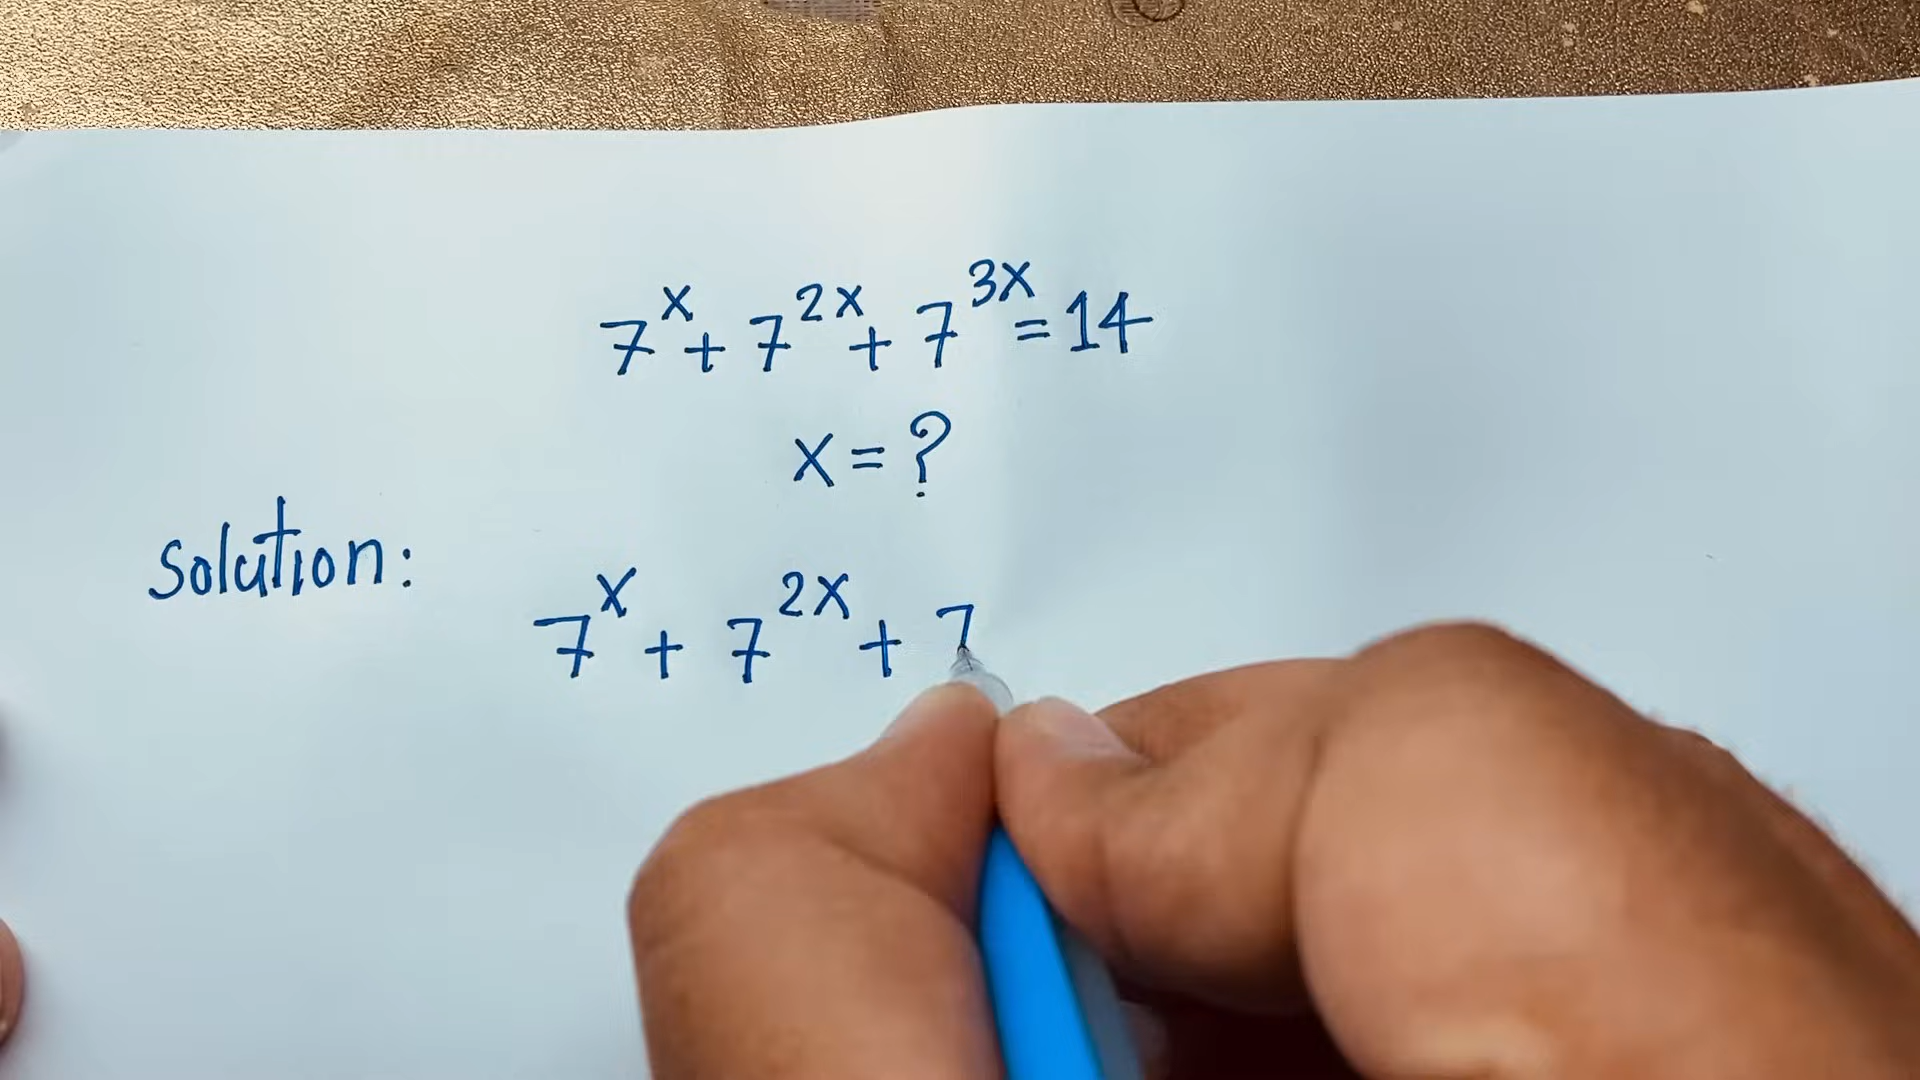 7^x + 7^2x + 7^3x = 14
x = ?
Solution:
7^x + 7^2x + 7